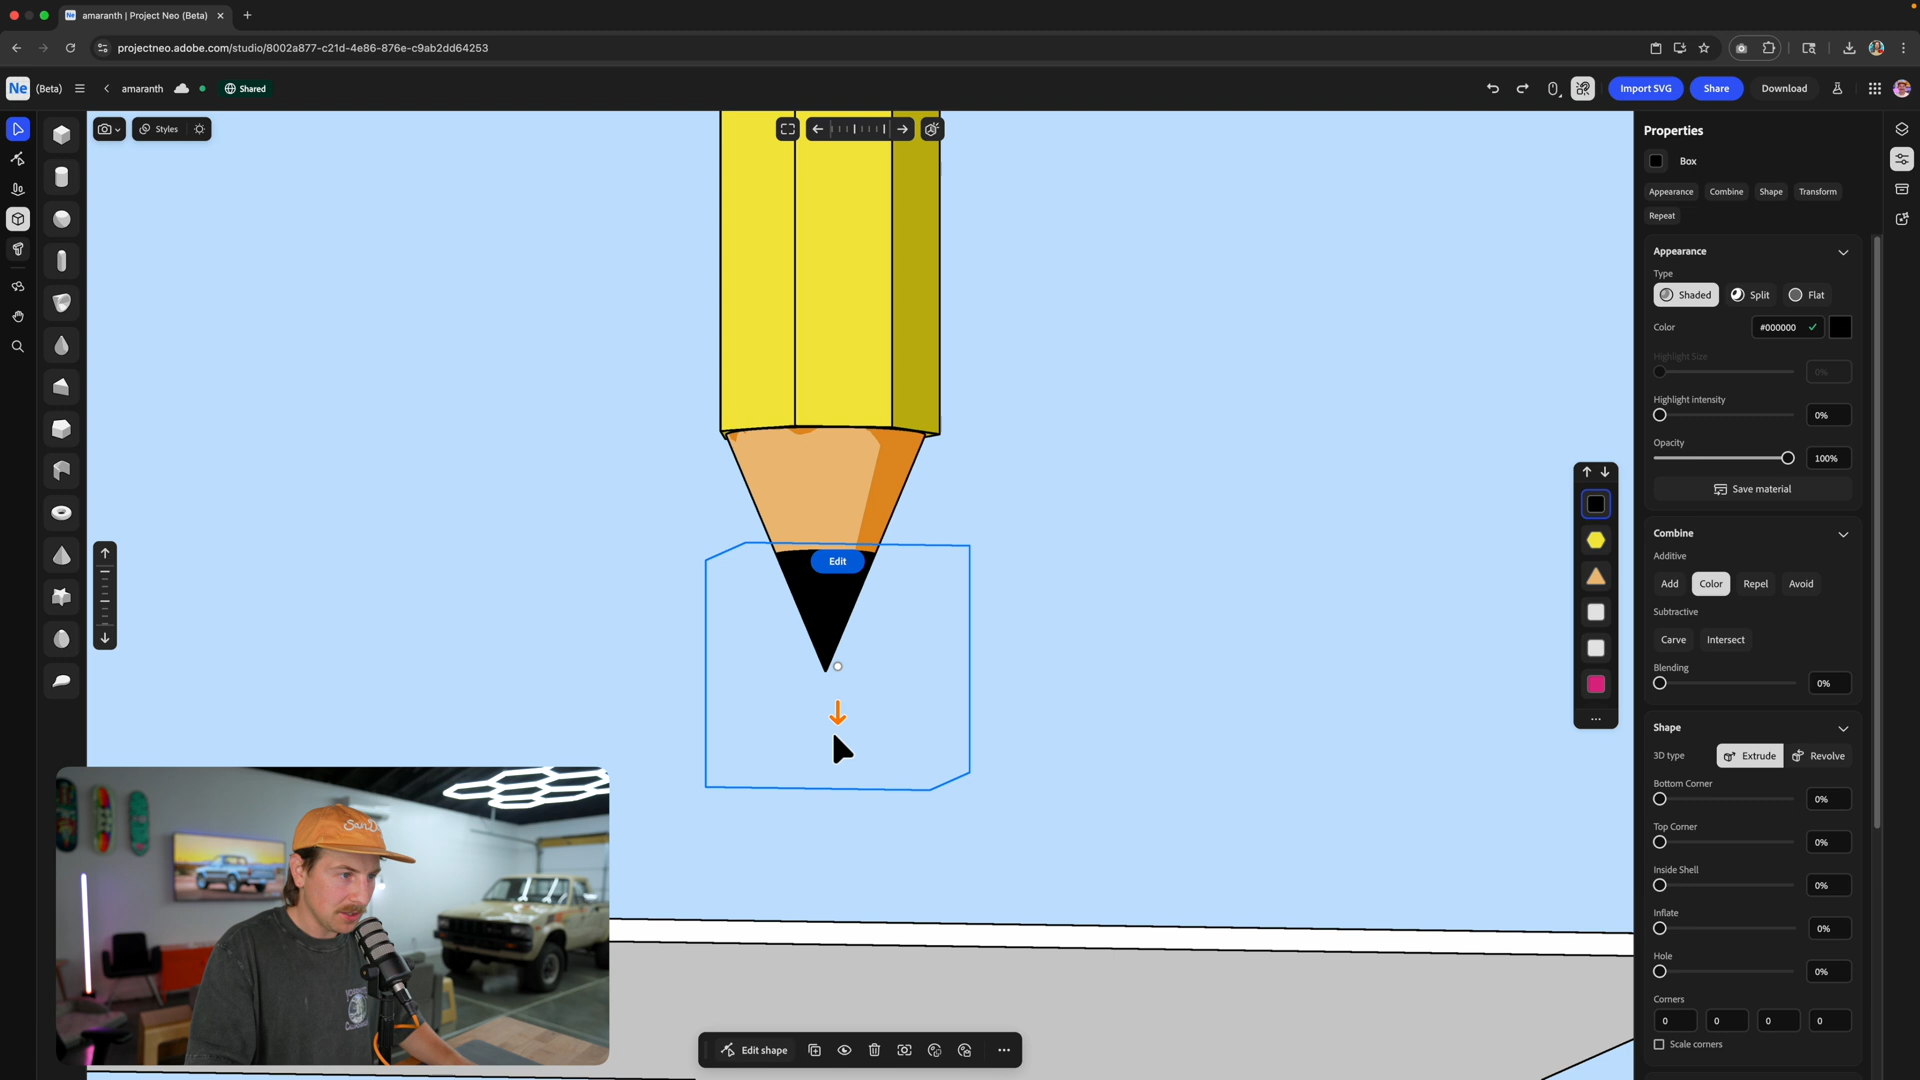 amaranth | Project Neo (Beta)
projectneo.adobe.com/studio/8002a877-c21d-4e86-876e-c9ab2dd64253
Ne (Beta) amaranth Shared Import SVG Share Download
Styles
Properties
Box
Appearance Combine Shape Transform
Repeat
Appearance
Type
Shaded Split Flat
Color #000000
Highlight Size 0%
Highlight intensity 0%
Opacity 100%
Save material
Combine
Additive
Add Color Repel Avoid
Subtractive
Carve Intersect
Blending 0%
Shape
3D type Extrude Revolve
Bottom Corner 0%
Top Corner 0%
Inside Shell 0%
Inflate 0%
Hole 0%
Corners
0 0 0 0
Scale corners
Edit
Edit shape